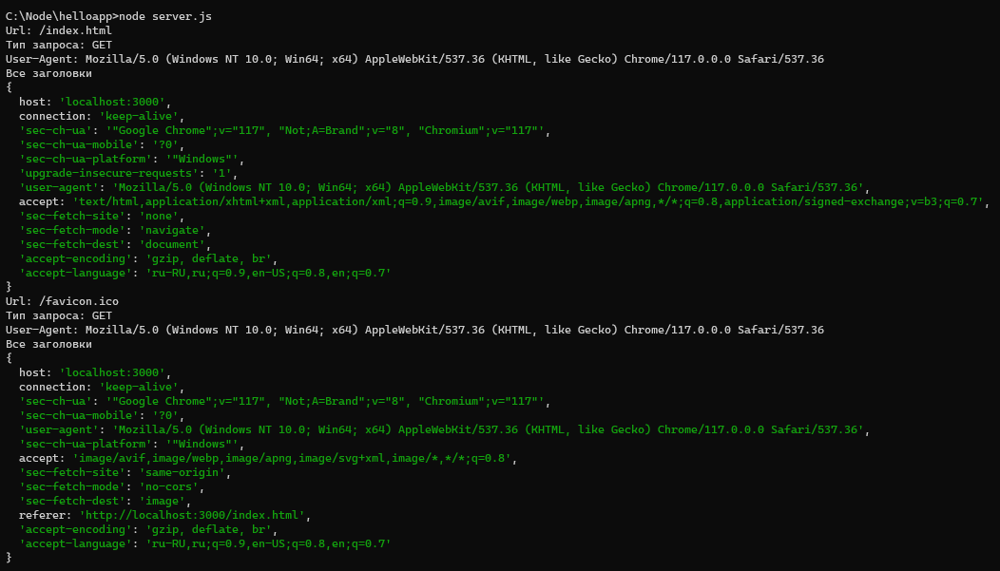 C:\Node\helloapp>node server.js
Url: /index.html
Тип запроса: GET
User-Agent: Mozilla/5.0 (Windows NT 10.0; Win64; x64) AppleWebKit/537.36 (KHTML, like Gecko) Chrome/117.0.0.0 Safari/537.36
Все заголовки
{
  host: 'localhost:3000',
  connection: 'keep-alive',
  'sec-ch-ua': '"Google Chrome";v="117", "Not;A=Brand";v="8", "Chromium";v="117"',
  'sec-ch-ua-mobile': '?0',
  'sec-ch-ua-platform': '"Windows"',
  'upgrade-insecure-requests': '1',
  'user-agent': 'Mozilla/5.0 (Windows NT 10.0; Win64; x64) AppleWebKit/537.36 (KHTML, like Gecko) Chrome/117.0.0.0 Safari/537.36',
  accept: 'text/html,application/xhtml+xml,application/xml;q=0.9,image/avif,image/webp,image/apng,*/*;q=0.8,application/signed-exchange;v=b3;q=0.7',
  'sec-fetch-site': 'none',
  'sec-fetch-mode': 'navigate',
  'sec-fetch-dest': 'document',
  'accept-encoding': 'gzip, deflate, br',
  'accept-language': 'ru-RU,ru;q=0.9,en-US;q=0.8,en;q=0.7'
}
Url: /favicon.ico
Тип запроса: GET
User-Agent: Mozilla/5.0 (Windows NT 10.0; Win64; x64) AppleWebKit/537.36 (KHTML, like Gecko) Chrome/117.0.0.0 Safari/537.36
Все заголовки
{
  host: 'localhost:3000',
  connection: 'keep-alive',
  'sec-ch-ua': '"Google Chrome";v="117", "Not;A=Brand";v="8", "Chromium";v="117"',
  'sec-ch-ua-mobile': '?0',
  'user-agent': 'Mozilla/5.0 (Windows NT 10.0; Win64; x64) AppleWebKit/537.36 (KHTML, like Gecko) Chrome/117.0.0.0 Safari/537.36',
  'sec-ch-ua-platform': '"Windows"',
  accept: 'image/avif,image/webp,image/apng,image/svg+xml,image/*,*/*;q=0.8',
  'sec-fetch-site': 'same-origin',
  'sec-fetch-mode': 'no-cors',
  'sec-fetch-dest': 'image',
  referer: 'http://localhost:3000/index.html',
  'accept-encoding': 'gzip, deflate, br',
  'accept-language': 'ru-RU,ru;q=0.9,en-US;q=0.8,en;q=0.7'
}